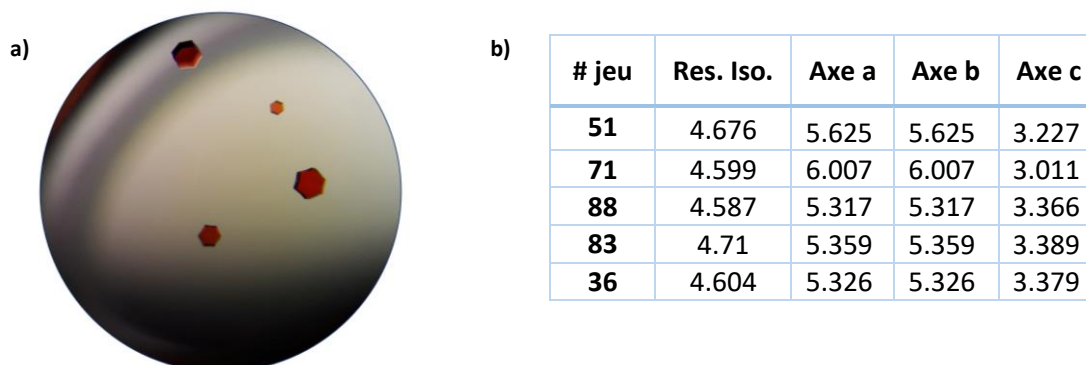 a)
b)
# jeu Res. Iso. Axe a Axe b Axe c
51 4.676 5.625 5.625 3.227
71 4.599 6.007 6.007 3.011
88 4.587 5.317 5.317 3.366
83 4.71 5.359 5.359 3.389
36 4.604 5.326 5.326 3.379